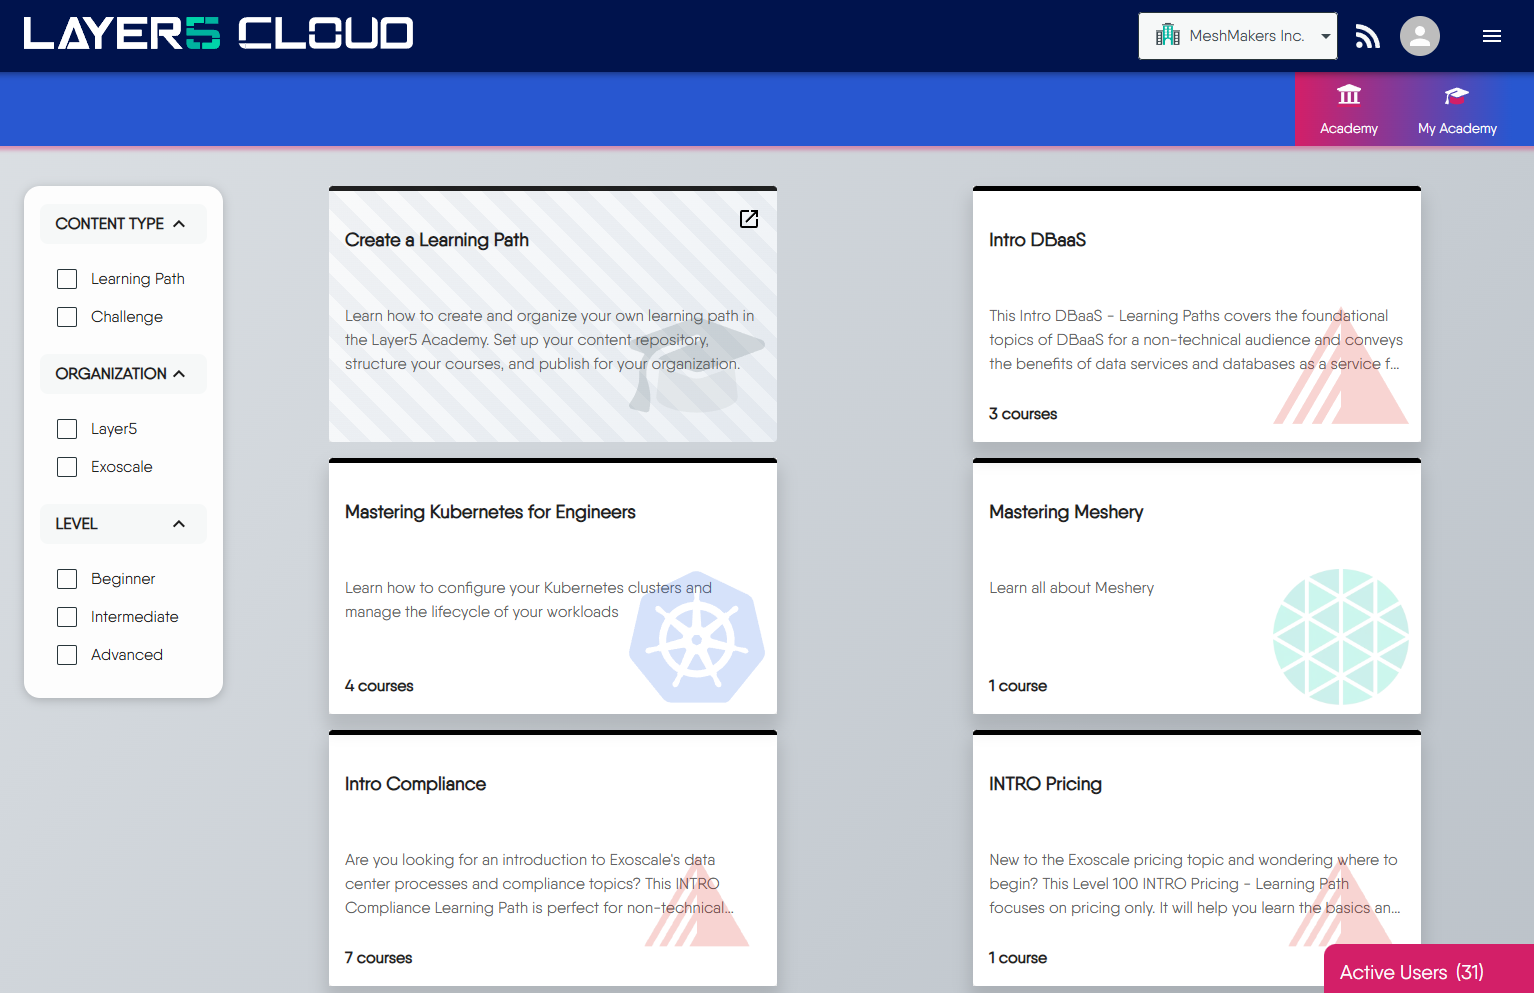 LAYER5 CLOUD
MeshMakers Inc.
Academy
My Academy
CONTENT TYPE
Learning Path
Challenge
ORGANIZATION
Layer5
Exoscale
LEVEL
Beginner
Intermediate
Advanced
Create a Learning Path
Learn how to create and organize your own learning path in
the Layer5 Academy. Set up your content repository,
structure your courses, and publish for your organization.
Intro DBaaS
This Intro DBaaS - Learning Paths covers the foundational
topics of DBaaS for a non-technical audience and conveys
the benefits of data services and databases as a service f...
3 courses
Mastering Kubernetes for Engineers
Learn how to configure your Kubernetes clusters and
manage the lifecycle of your workloads
4 courses
Mastering Meshery
Learn all about Meshery
1 course
Intro Compliance
Are you looking for an introduction to Exoscale's data
center processes and compliance topics? This INTRO
Compliance Learning Path is perfect for non-technical...
7 courses
INTRO Pricing
New to the Exoscale pricing topic and wondering where to
begin? This Level 100 INTRO Pricing - Learning Path
focuses on pricing only. It will help you learn the basics an...
1 course
Active Users (31)